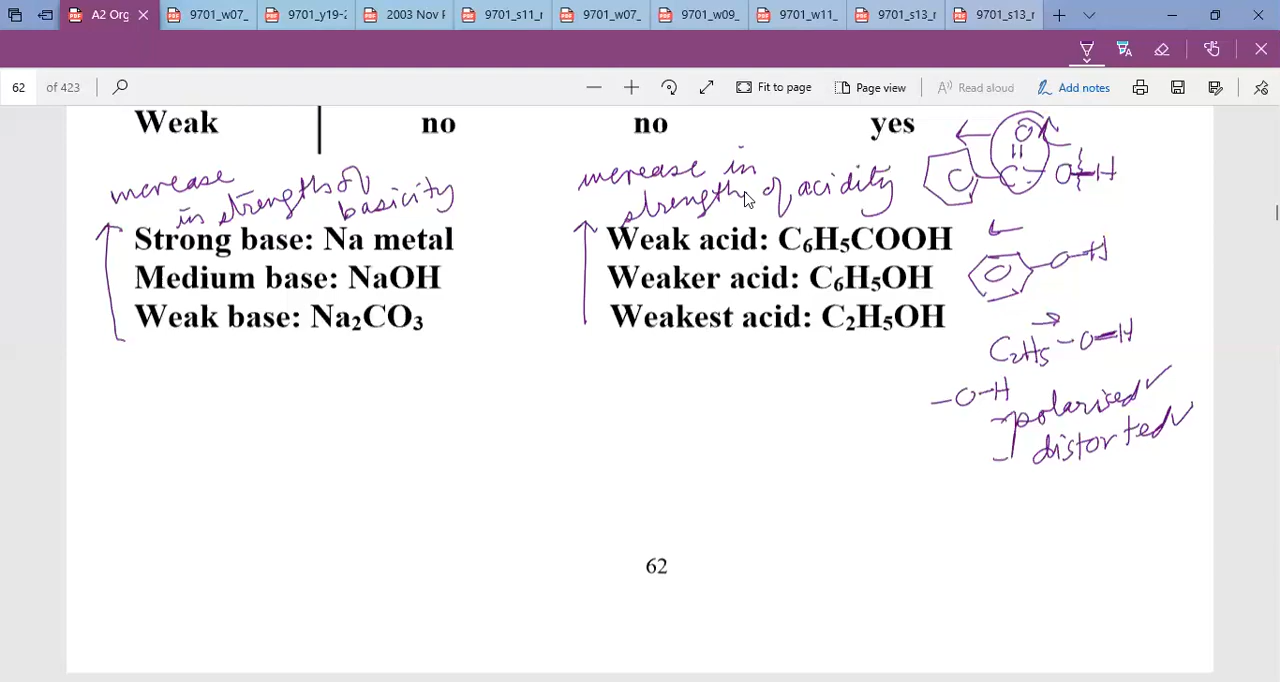 A2 Org
9701_w07_
9701_y19-2
2003 Nov F
9701_s11_r
9701_w07_
9701_w09_
9701_w11_
9701_s13_r
9701_s13_r
62 of 423
Fit to page
Page view
Read aloud
Add notes
Weak no no yes
increase
in strengths of
basicity
increase in
strengths of acidity
O
C
O-H
Strong base: Na metal
Medium base: NaOH
Weak base: Na₂CO₃
Weak acid: C₆H₅COOH
Weaker acid: C₆H₅OH
Weakest acid: C₂H₅OH
O-H
C₂H₅-O-H
-O-H
polarised ✓
distorted ✓
62